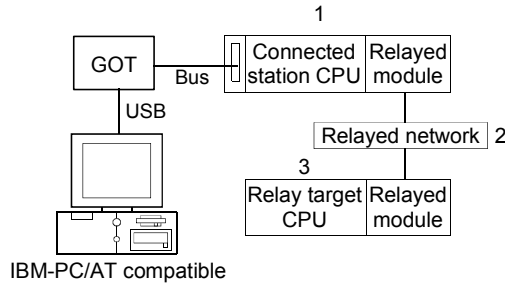 1
GOT
Bus
Connected
station CPU
Relayed
module
USB
Relayed network
2
3
Relay target
CPU
Relayed
module
IBM-PC/AT compatible